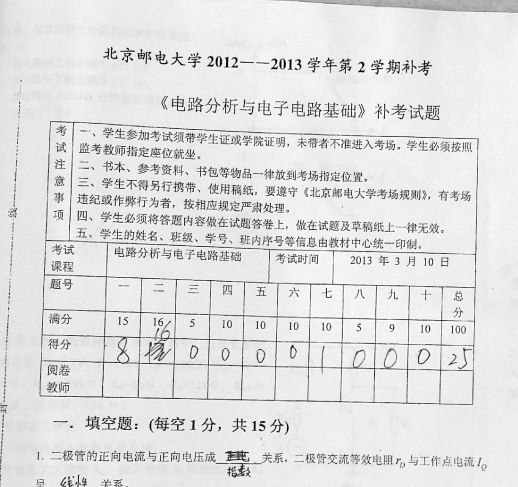 北京邮电大学 2012——2013 学年第 2 学期补考
《电路分析与电子电路基础》补考试题
考试注意事项
一、学生参加考试须带学生证或学院证明，未带者不准进入考场。学生必须按照
监考教师指定座位就坐。
二、书本、参考资料、书包等物品一律放到考场指定位置。
三、学生不得另行携带、使用稿纸，要遵守《北京邮电大学考场规则》，有考场
违纪或作弊行为者，按相应规定严肃处理。
四、学生必须将答题内容做在试题答卷上，做在试题及草稿纸上一律无效。
五、学生的姓名、班级、学号、班内序号等信息由教材中心统一印制。
考试课程 电路分析与电子电路基础 考试时间 2013 年 3 月 10 日
题号 一 二 三 四 五 六 七 八 九 十 总分
满分 15 16 5 10 10 10 10 5 9 10 100
16
得分 8 0 0 0 0 1 0 0 0 25
阅卷教师
一．填空题：(每空 1 分，共 15 分)
1. 二极管的正向电流与正向电压成 指数 关系，二极管交流等效电阻 r_D 与工作点电流 I_Q
呈 线性 关系。